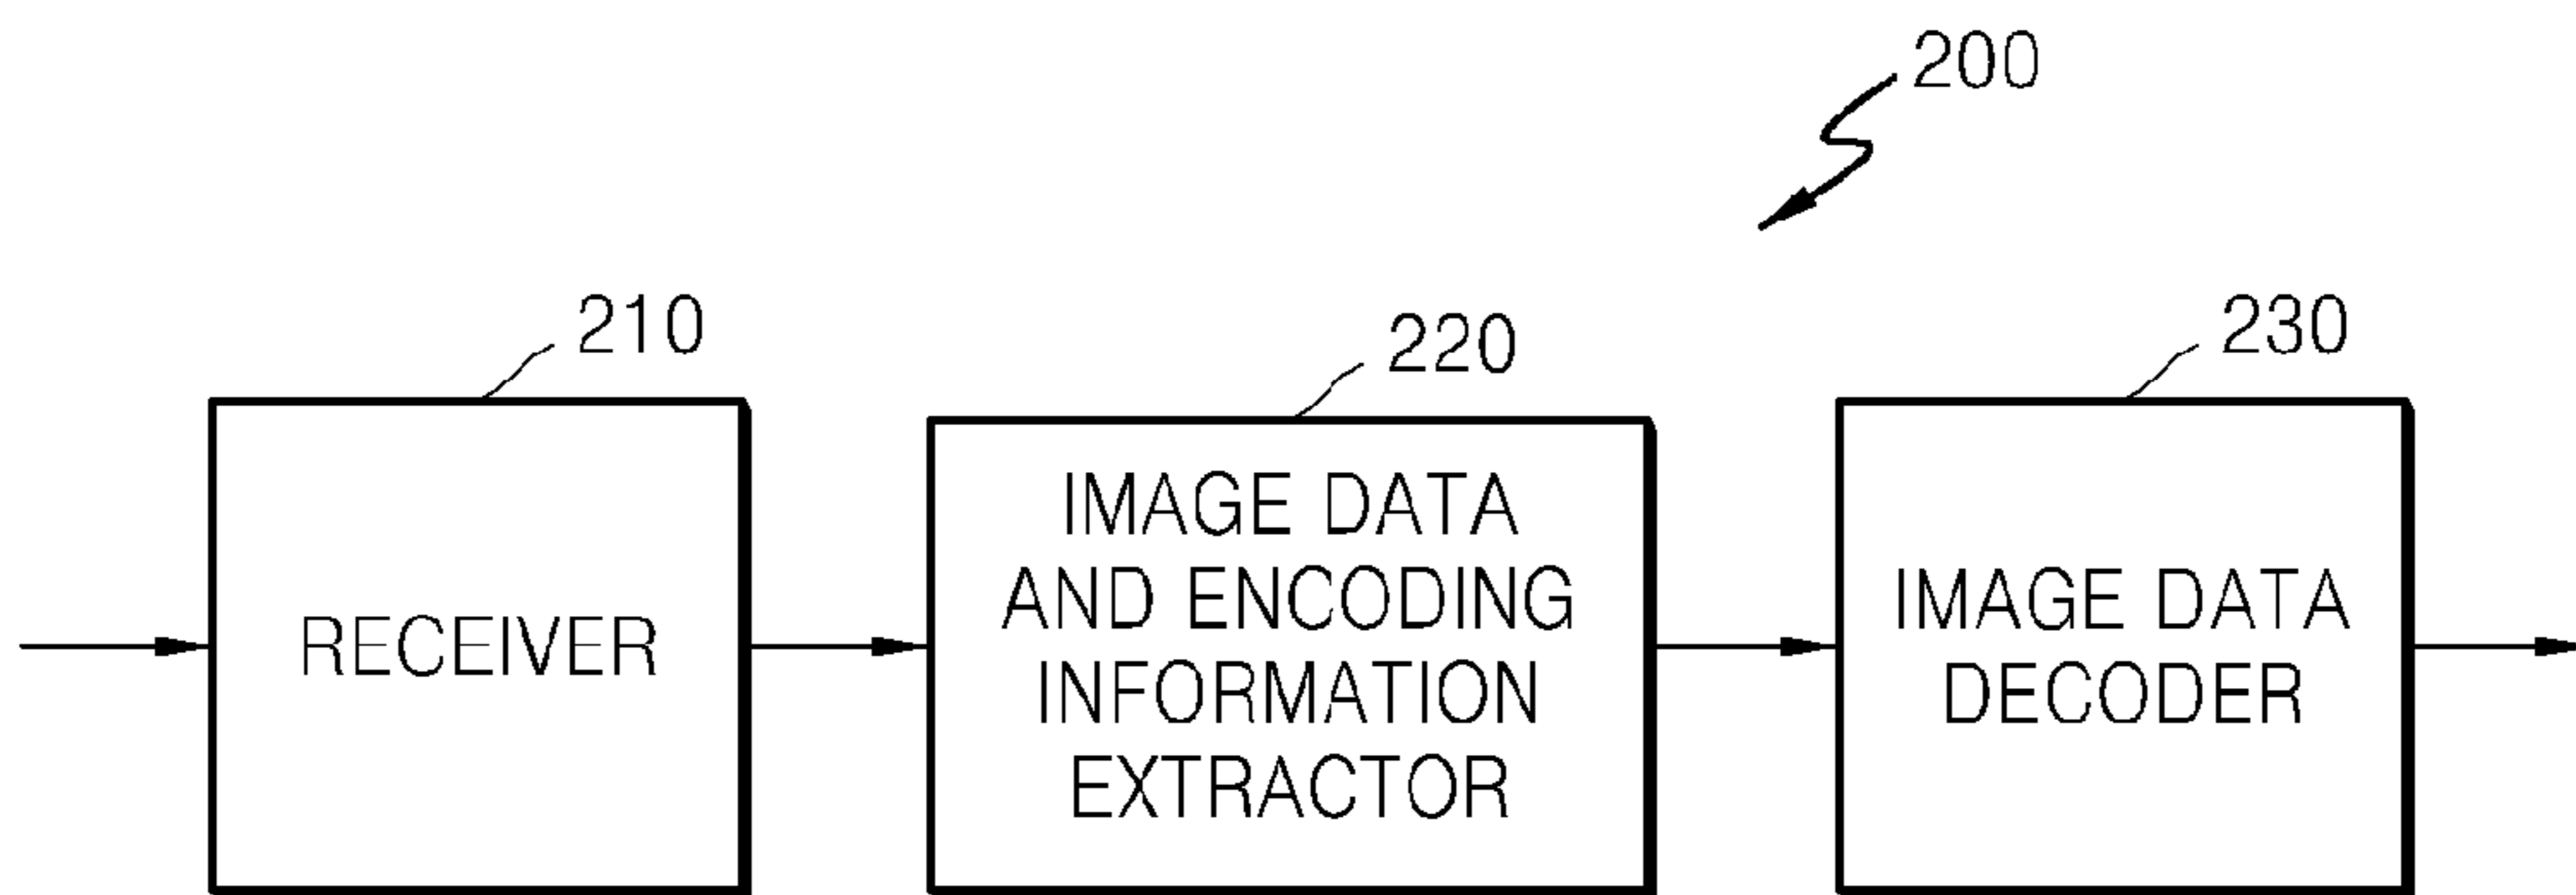 200
210
220
230
RECEIVER
IMAGE DATA
AND ENCODING
INFORMATION
EXTRACTOR
IMAGE DATA
DECODER